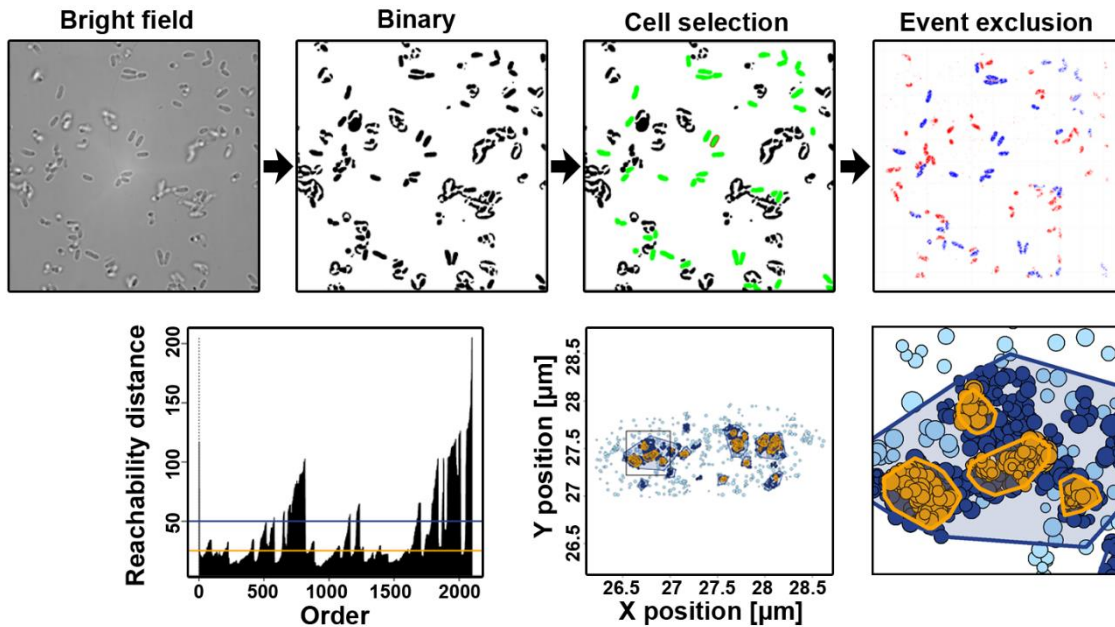 Bright field
Binary
Cell selection
Event exclusion
Reachability distance
200
150
100
50
0
500
1000
1500
2000
Order
Y position [µm]
28.5
28
27.5
27
26.5
26.5
27
27.5
28
28.5
X position [µm]